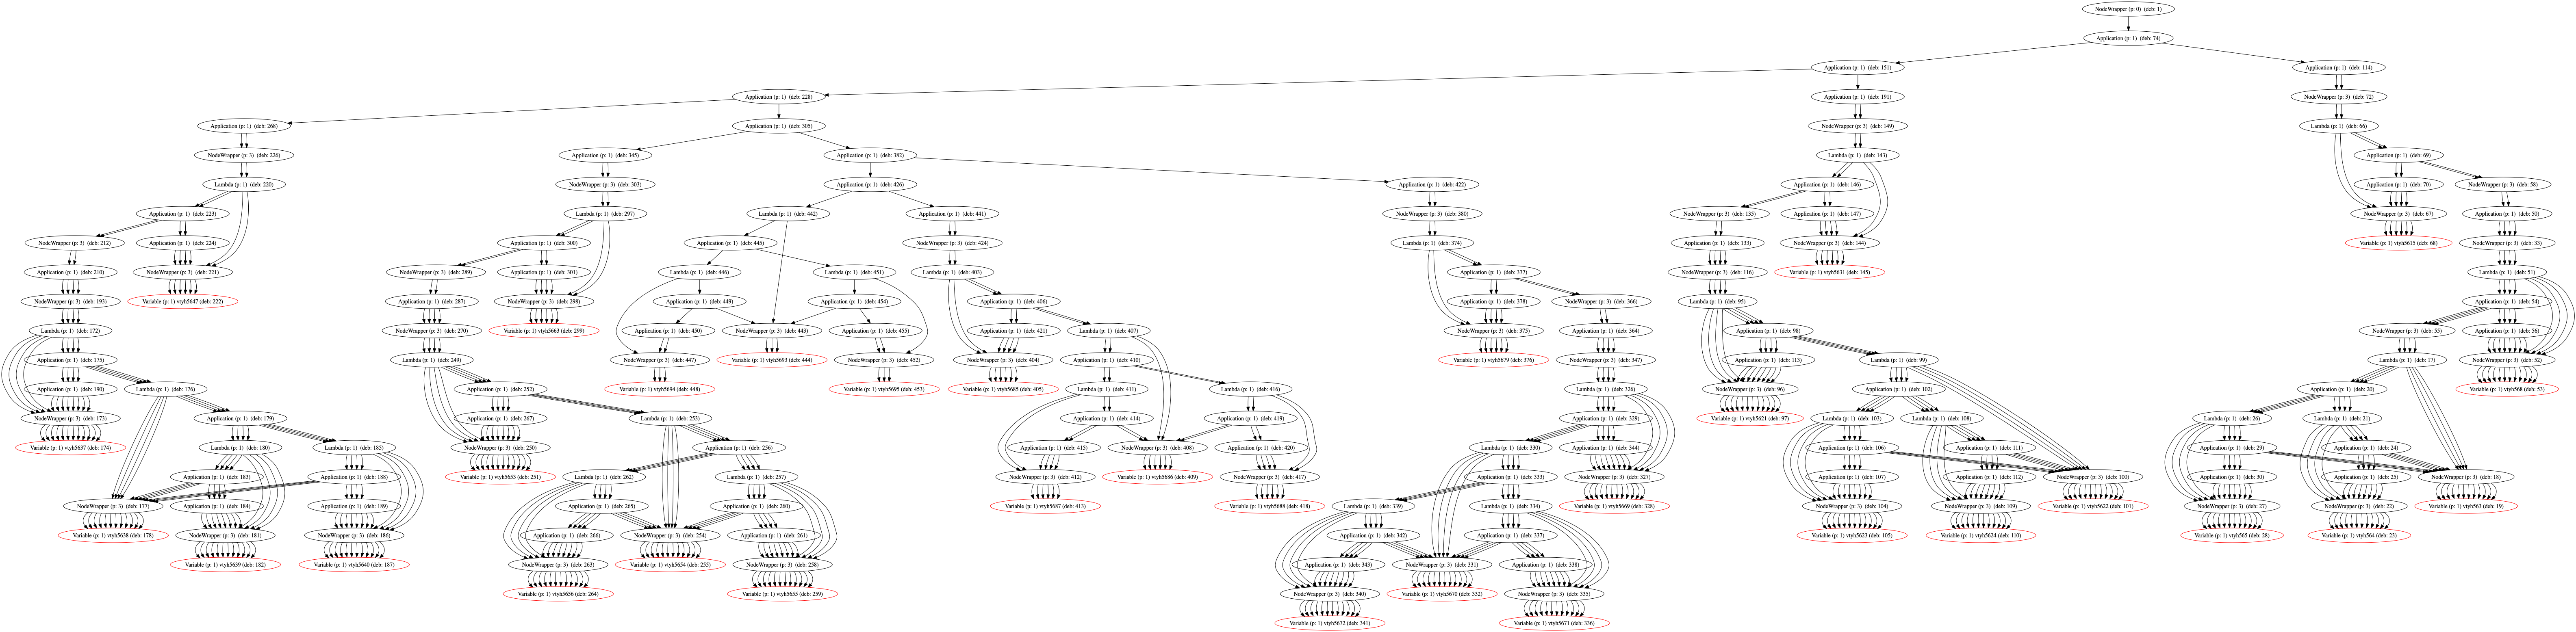 NodeWrapper (p: 0) (deb: 1)
Application (p: 1) (deb: 74)
Application (p: 1) (deb: 151)
Application (p: 1) (deb: 114)
Application (p: 1) (deb: 228)
Application (p: 1) (deb: 191)
NodeWrapper (p: 3) (deb: 72)
Application (p: 1) (deb: 268)
Application (p: 1) (deb: 305)
NodeWrapper (p: 3) (deb: 149)
Lambda (p: 1) (deb: 66)
NodeWrapper (p: 3) (deb: 226)
Application (p: 1) (deb: 345)
Application (p: 1) (deb: 382)
Lambda (p: 1) (deb: 143)
Application (p: 1) (deb: 69)
Lambda (p: 1) (deb: 220)
NodeWrapper (p: 3) (deb: 303)
Application (p: 1) (deb: 426)
Application (p: 1) (deb: 422)
Application (p: 1) (deb: 146)
Application (p: 1) (deb: 70)
NodeWrapper (p: 3) (deb: 58)
Application (p: 1) (deb: 223)
Lambda (p: 1) (deb: 297)
Lambda (p: 1) (deb: 442)
Application (p: 1) (deb: 441)
NodeWrapper (p: 3) (deb: 380)
NodeWrapper (p: 3) (deb: 135)
Application (p: 1) (deb: 147)
NodeWrapper (p: 3) (deb: 67)
Application (p: 1) (deb: 50)
NodeWrapper (p: 3) (deb: 212)
Application (p: 1) (deb: 224)
Application (p: 1) (deb: 300)
Application (p: 1) (deb: 445)
NodeWrapper (p: 3) (deb: 424)
Lambda (p: 1) (deb: 374)
Application (p: 1) (deb: 133)
NodeWrapper (p: 3) (deb: 144)
Variable (p: 1) vtyh5615 (deb: 68)
NodeWrapper (p: 3) (deb: 33)
Application (p: 1) (deb: 210)
NodeWrapper (p: 3) (deb: 221)
NodeWrapper (p: 3) (deb: 289)
Application (p: 1) (deb: 301)
Lambda (p: 1) (deb: 446)
Lambda (p: 1) (deb: 451)
Lambda (p: 1) (deb: 403)
Application (p: 1) (deb: 377)
NodeWrapper (p: 3) (deb: 116)
Variable (p: 1) vtyh5631 (deb: 145)
Lambda (p: 1) (deb: 51)
NodeWrapper (p: 3) (deb: 193)
Variable (p: 1) vtyh5647 (deb: 222)
Application (p: 1) (deb: 287)
NodeWrapper (p: 3) (deb: 298)
Application (p: 1) (deb: 449)
Application (p: 1) (deb: 454)
Application (p: 1) (deb: 406)
Application (p: 1) (deb: 378)
NodeWrapper (p: 3) (deb: 366)
Lambda (p: 1) (deb: 95)
Application (p: 1) (deb: 54)
Lambda (p: 1) (deb: 172)
NodeWrapper (p: 3) (deb: 270)
Variable (p: 1) vtyh5663 (deb: 299)
Application (p: 1) (deb: 450)
NodeWrapper (p: 3) (deb: 443)
Application (p: 1) (deb: 455)
Application (p: 1) (deb: 421)
Lambda (p: 1) (deb: 407)
NodeWrapper (p: 3) (deb: 375)
Application (p: 1) (deb: 364)
Application (p: 1) (deb: 98)
NodeWrapper (p: 3) (deb: 55)
Application (p: 1) (deb: 56)
Application (p: 1) (deb: 175)
Lambda (p: 1) (deb: 249)
NodeWrapper (p: 3) (deb: 447)
Variable (p: 1) vtyh5693 (deb: 444)
NodeWrapper (p: 3) (deb: 452)
NodeWrapper (p: 3) (deb: 404)
Application (p: 1) (deb: 410)
Variable (p: 1) vtyh5679 (deb: 376)
NodeWrapper (p: 3) (deb: 347)
Application (p: 1) (deb: 113)
Lambda (p: 1) (deb: 99)
Lambda (p: 1) (deb: 17)
NodeWrapper (p: 3) (deb: 52)
Application (p: 1) (deb: 190)
Lambda (p: 1) (deb: 176)
Application (p: 1) (deb: 252)
Variable (p: 1) vtyh5694 (deb: 448)
Variable (p: 1) vtyh5695 (deb: 453)
Variable (p: 1) vtyh5685 (deb: 405)
Lambda (p: 1) (deb: 411)
Lambda (p: 1) (deb: 416)
Lambda (p: 1) (deb: 326)
NodeWrapper (p: 3) (deb: 96)
Application (p: 1) (deb: 102)
Application (p: 1) (deb: 20)
Variable (p: 1) vtyh568 (deb: 53)
NodeWrapper (p: 3) (deb: 173)
Application (p: 1) (deb: 179)
Application (p: 1) (deb: 267)
Lambda (p: 1) (deb: 253)
Application (p: 1) (deb: 414)
Application (p: 1) (deb: 419)
Application (p: 1) (deb: 329)
Variable (p: 1) vtyh5621 (deb: 97)
Lambda (p: 1) (deb: 103)
Lambda (p: 1) (deb: 108)
Lambda (p: 1) (deb: 26)
Lambda (p: 1) (deb: 21)
Variable (p: 1) vtyh5637 (deb: 174)
Lambda (p: 1) (deb: 180)
Lambda (p: 1) (deb: 185)
NodeWrapper (p: 3) (deb: 250)
Application (p: 1) (deb: 256)
Application (p: 1) (deb: 415)
NodeWrapper (p: 3) (deb: 408)
Application (p: 1) (deb: 420)
Lambda (p: 1) (deb: 330)
Application (p: 1) (deb: 344)
Application (p: 1) (deb: 106)
Application (p: 1) (deb: 111)
Application (p: 1) (deb: 29)
Application (p: 1) (deb: 24)
Application (p: 1) (deb: 183)
Application (p: 1) (deb: 188)
Variable (p: 1) vtyh5653 (deb: 251)
Lambda (p: 1) (deb: 262)
Lambda (p: 1) (deb: 257)
NodeWrapper (p: 3) (deb: 412)
Variable (p: 1) vtyh5686 (deb: 409)
NodeWrapper (p: 3) (deb: 417)
Application (p: 1) (deb: 333)
NodeWrapper (p: 3) (deb: 327)
Application (p: 1) (deb: 107)
Application (p: 1) (deb: 112)
NodeWrapper (p: 3) (deb: 100)
Application (p: 1) (deb: 30)
Application (p: 1) (deb: 25)
NodeWrapper (p: 3) (deb: 18)
NodeWrapper (p: 3) (deb: 177)
Application (p: 1) (deb: 184)
Application (p: 1) (deb: 189)
Application (p: 1) (deb: 265)
Application (p: 1) (deb: 260)
Variable (p: 1) vtyh5687 (deb: 413)
Variable (p: 1) vtyh5688 (deb: 418)
Lambda (p: 1) (deb: 339)
Lambda (p: 1) (deb: 334)
Variable (p: 1) vtyh5669 (deb: 328)
NodeWrapper (p: 3) (deb: 104)
NodeWrapper (p: 3) (deb: 109)
Variable (p: 1) vtyh5622 (deb: 101)
NodeWrapper (p: 3) (deb: 27)
NodeWrapper (p: 3) (deb: 22)
Variable (p: 1) vtyh563 (deb: 19)
Variable (p: 1) vtyh5638 (deb: 178)
NodeWrapper (p: 3) (deb: 181)
NodeWrapper (p: 3) (deb: 186)
Application (p: 1) (deb: 266)
NodeWrapper (p: 3) (deb: 254)
Application (p: 1) (deb: 261)
Application (p: 1) (deb: 342)
Application (p: 1) (deb: 337)
Variable (p: 1) vtyh5623 (deb: 105)
Variable (p: 1) vtyh5624 (deb: 110)
Variable (p: 1) vtyh565 (deb: 28)
Variable (p: 1) vtyh564 (deb: 23)
Variable (p: 1) vtyh5639 (deb: 182)
Variable (p: 1) vtyh5640 (deb: 187)
NodeWrapper (p: 3) (deb: 263)
Variable (p: 1) vtyh5654 (deb: 255)
NodeWrapper (p: 3) (deb: 258)
Application (p: 1) (deb: 343)
NodeWrapper (p: 3) (deb: 331)
Application (p: 1) (deb: 338)
Variable (p: 1) vtyh5656 (deb: 264)
Variable (p: 1) vtyh5655 (deb: 259)
NodeWrapper (p: 3) (deb: 340)
Variable (p: 1) vtyh5670 (deb: 332)
NodeWrapper (p: 3) (deb: 335)
Variable (p: 1) vtyh5672 (deb: 341)
Variable (p: 1) vtyh5671 (deb: 336)